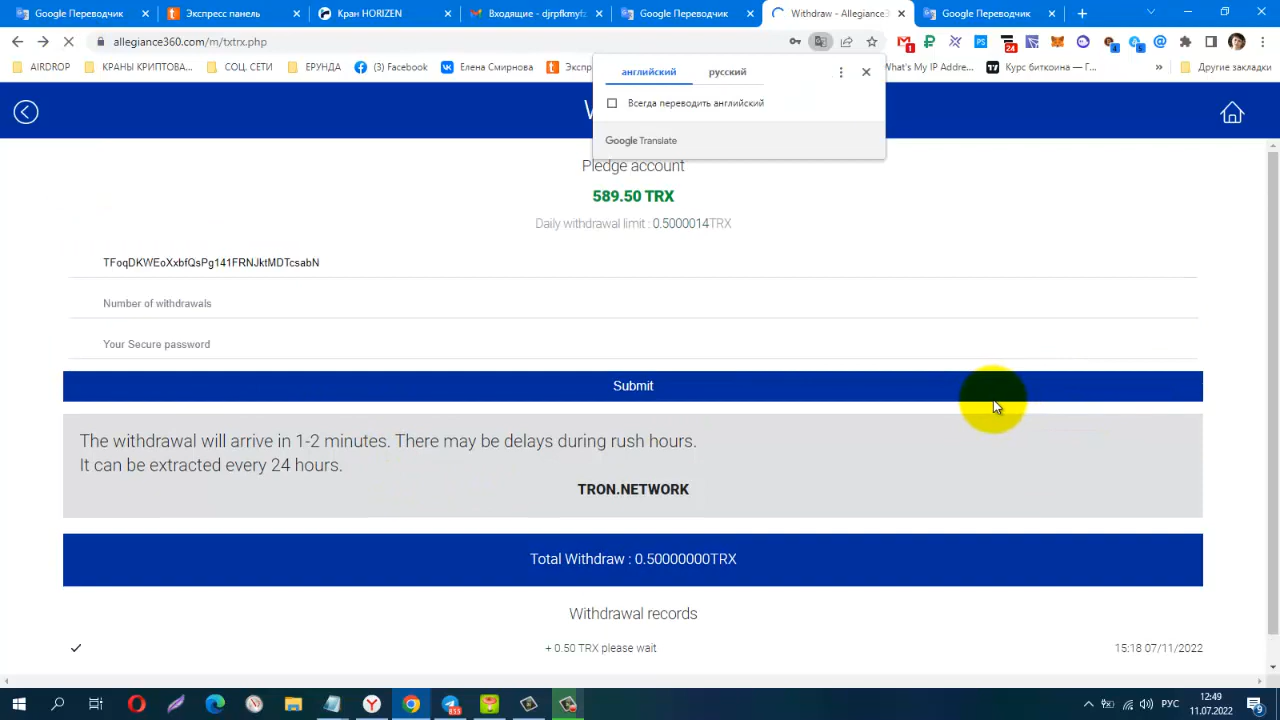 Google Переводчик
Экспресс панель
Кран HORIZEN
Входящие - djrpfkmyfz
Google Переводчик
Withdraw - Allegiance3
Google Переводчик
allegiance360.com/m/txtrx.php
AIRDROP
КРАНЫ КРИПТОВА...
СОЦ. СЕТИ
ЕРУНДА
(3) Facebook
Елена Смирнова
What's My IP Addre...
Курс биткоина — Г...
Другие закладки
английский
русский
Всегда переводить английский
Google Translate
Pledge account
589.50 TRX
Daily withdrawal limit : 0.5000014TRX
TFoqDKWEoXxbfQsPg141FRNJktMDTcsabN
Number of withdrawals
Your Secure password
Submit
The withdrawal will arrive in 1-2 minutes. There may be delays during rush hours.
It can be extracted every 24 hours.
TRON.NETWORK
Total Withdraw : 0.50000000TRX
Withdrawal records
+ 0.50 TRX please wait
15:18 07/11/2022
РУС
12:49
11.07.2022